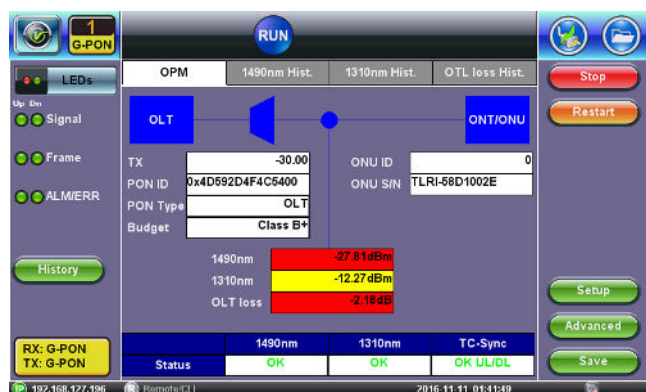 1
G-PON
RUN
LEDs
OPM
1490nm Hist.
1310nm Hist.
OTL loss Hist.
Stop
Up Dn
Signal
OLT
ONT/ONU
Restart
Frame
TX
-30.00
ONU ID
0
PON ID
0x4D592D4F4C5400
ONU S/N
TLRI-58D1002E
ALM/ERR
PON Type
OLT
Budget
Class B+
1490nm
-27.81dBm
History
1310nm
-12.27dBm
Setup
OLT loss
-2.18dB
Advanced
RX: G-PON
TX: G-PON
1490nm
1310nm
TC-Sync
Status
OK
OK
OK UL/DL
Save
IP 192.168.127.196
R Remote/CLI
2016-11-11 01:41:49